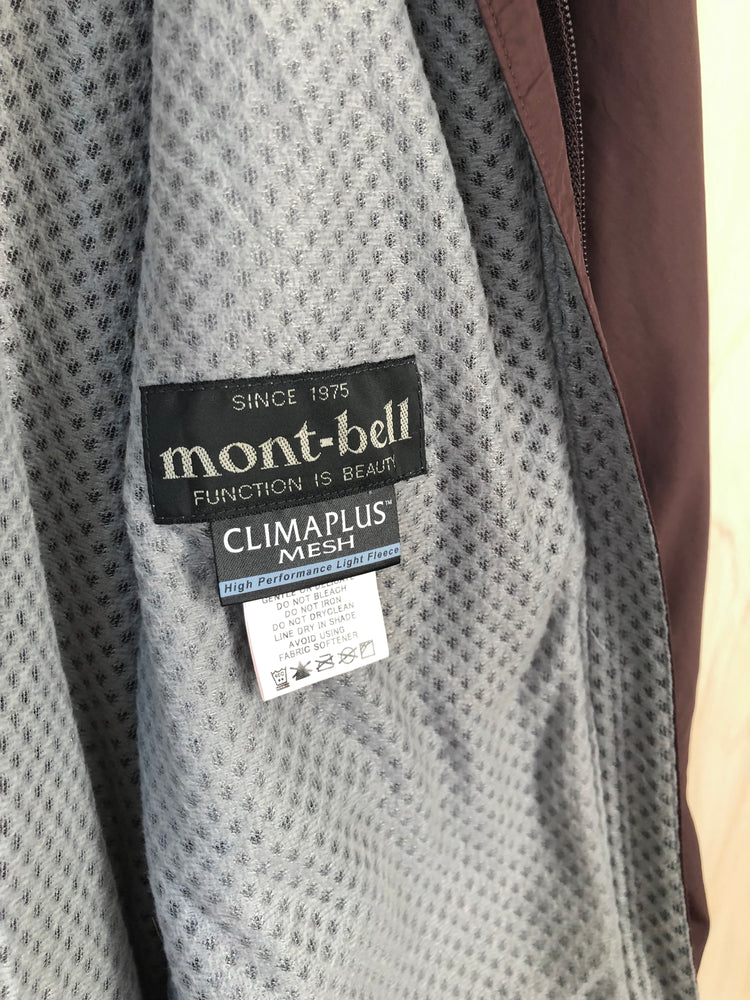 SINCE 1975
mont-bell
FUNCTION IS BEAUTY
CLIMAPLUS™
MESH
High Performance Light Fleece
DO NOT BLEACH
DO NOT IRON
DO NOT DRYCLEAN
LINE DRY IN SHADE
AVOID USING
FABRIC SOFTENER